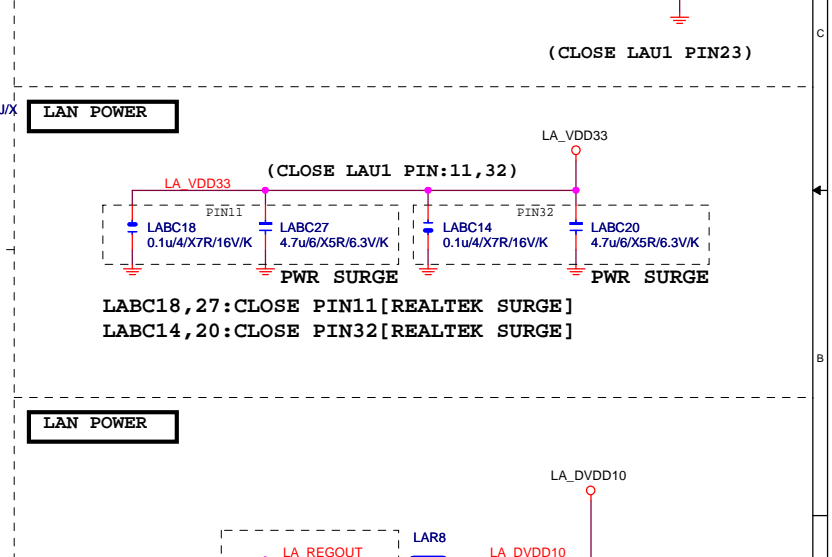 C
(CLOSE LAU1 PIN23)
J/X
LAN POWER
LA_VDD33
(CLOSE LAU1 PIN:11,32)
LA_VDD33
PIN11
PIN32
LABC18
0.1u/4/X7R/16V/K
LABC27
4.7u/6/X5R/6.3V/K
LABC14
0.1u/4/X7R/16V/K
LABC20
4.7u/6/X5R/6.3V/K
PWR SURGE
PWR SURGE
LABC18,27:CLOSE PIN11[REALTEK SURGE]
LABC14,20:CLOSE PIN32[REALTEK SURGE]
B
LAN POWER
LA_DVDD10
LAR8
LA_REGOUT
LA_DVDD10